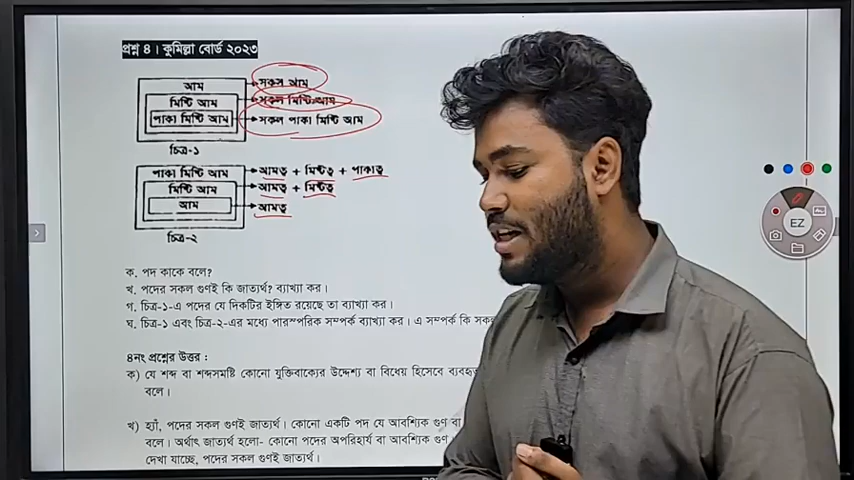 প্রশ্ন ৪। কুমিল্লা বোর্ড ২০২৩
আম
সকল আম
মিষ্টি আম
সকল মিষ্টি আম
পাকা মিষ্টি আম
সকল পাকা মিষ্টি আম
চিত্র-১
পাকা মিষ্টি আম
আমত্ব + মিষ্টত্ব + পাকাত্ব
মিষ্টি আম
আমত্ব + মিষ্টত্ব
আম
আমত্ব
চিত্র-২
ক. পদ কাকে বলে?
খ. পদের সকল গুণই কি জাত্যর্থ? ব্যাখ্যা কর।
গ. চিত্র-১-এ পদের যে দিকটির ইঙ্গিত রয়েছে তা ব্যাখ্যা কর।
ঘ. চিত্র-১ এবং চিত্র-২-এর মধ্যে পারস্পরিক সম্পর্ক ব্যাখ্যা কর। এ সম্পর্ক কি
৪নং প্রশ্নের উত্তর :
ক) যে শব্দ বা শব্দসমষ্টি কোনো যুক্তিবাক্যের উদ্দেশ্য বা বিধেয় হিসেবে
বলে।
খ) হ্যাঁ, পদের সকল গুণই জাত্যর্থ। কোনো একটি পদ যে আবশ্যিক গুণ বা
বলে। অর্থাৎ জাত্যর্থ হলো- কোনো পদের অপরিহার্য বা আবশ্যিক গুণ
দেখা যাচ্ছে, পদের সকল গুণই জাত্যর্থ।
EZ